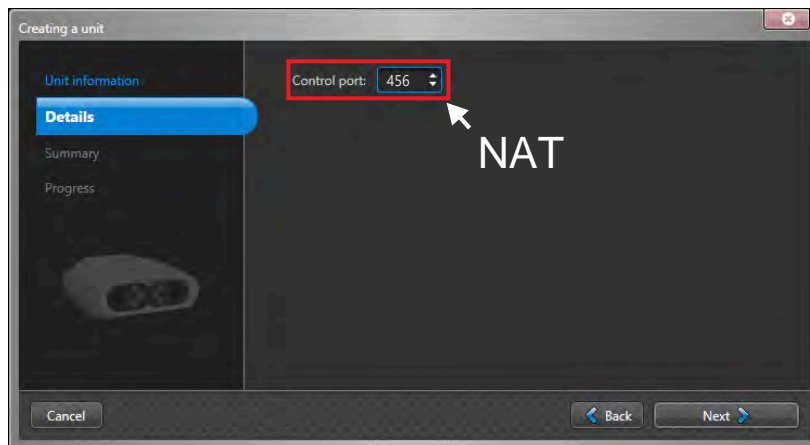 Creating a unit
Unit information
Details
Summary
Progress
Control port: 456
NAT
Cancel
Back
Next